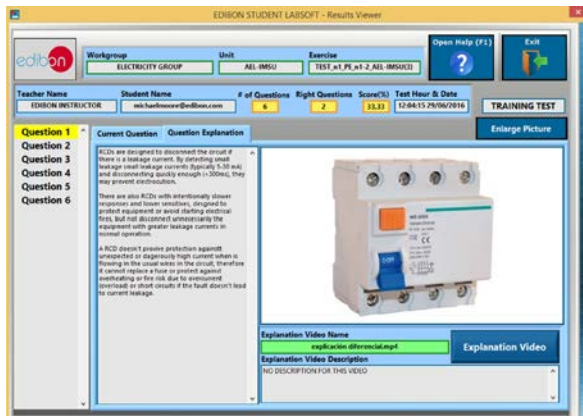 EDIBON STUDENT LABSOFT - Results Viewer
edibon
Workgroup
ELECTRICITY GROUP
Unit
AEL-IMSU
Exercise
TEST_n1_PE_n1-2_AEL-IMSU(I)
Open Help (F1)
?
Exit
Teacher Name
EDIBON INSTRUCTOR
Student Name
michaelmoore@edibon.com
# of Questions
6
Right Questions
2
Score(%)
33,33
Test Hour & Date
12:04:15 29/06/2016
TRAINING TEST
Question 1
Question 2
Question 3
Question 4
Question 5
Question 6
Current Question
Question Explanation
Enlarge Picture
RCDs are designed to disconnect the circuit if
there is a leakage current. By detecting small
leakage small leakage currents (typically 5-30 mA)
and disconnecting quickly enough (<300ms), they
may prevent electrocution.
There are also RCDs with intentionally slower
responses and lower sensitives, designed to
protect equipment or avoid starting electrical
fires, but not disconnect unnecessarily the
equipment with greater leakage currents in
normal operation.
A RCD doesn't provive protection againstt
unexpected or dagerously high current when is
flowing in the usual wires in the circuit, therefore
it cannot replace a fuse or protect against
overheating or fire risk due to overcurrent
(overload) or short circuits if the fault doesn't lead
to current leakage.
Explanation Video Name
explicación diferencial.mp4
Explanation Video Description
NO DESCRIPTION FOR THIS VIDEO
Explanation Video